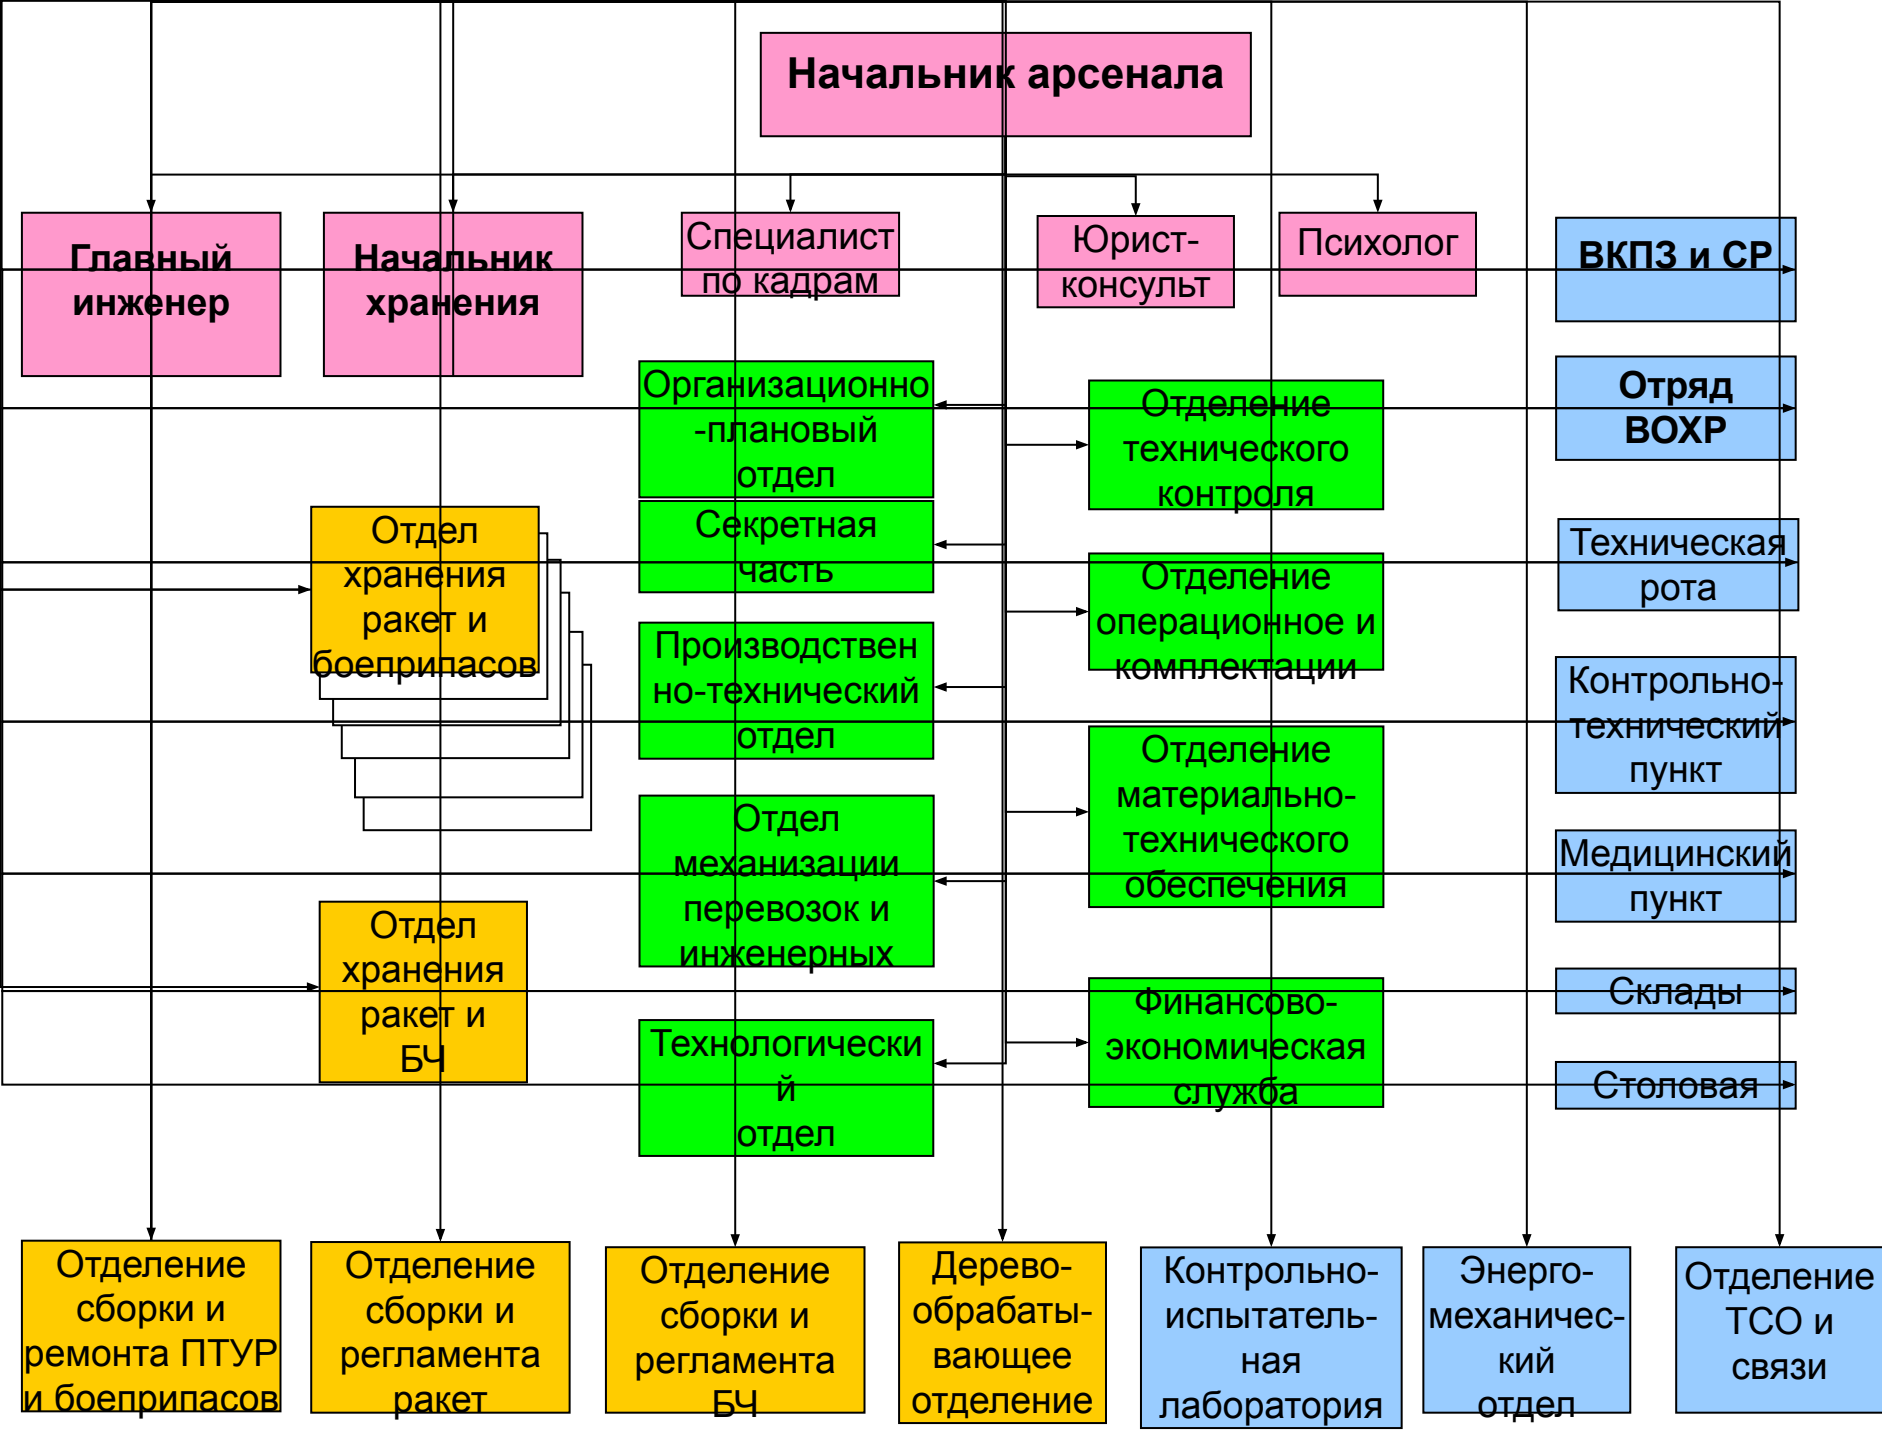 Начальник арсенала
Главный
инженер
Начальник
хранения
Специалист
по кадрам
Юрист-
консульт
Психолог
ВКПЗ и СР
Организационно
-плановый
отдел
Отделение
технического
контроля
Отряд
ВОХР
Отдел
хранения
ракет и
боеприпасов
Секретная
часть
Отделение
операционное и
комплектации
Техническая
рота
Производствен
но-технический
отдел
Контрольно-
технический
пункт
Отдел
механизации
перевозок и
инженерных
Отделение
материально-
технического
обеспечения
Медицинский
пункт
Отдел
хранения
ракет и
БЧ
Финансово-
экономическая
служба
Склады
Технологически
й
отдел
Столовая
Отделение
сборки и
ремонта ПТУР
и боеприпасов
Отделение
сборки и
регламента
ракет
Отделение
сборки и
регламента
БЧ
Дерево-
обрабаты-
вающее
отделение
Контрольно-
испытатель-
ная
лаборатория
Энерго-
механичес-
кий
отдел
Отделение
ТСО и
связи